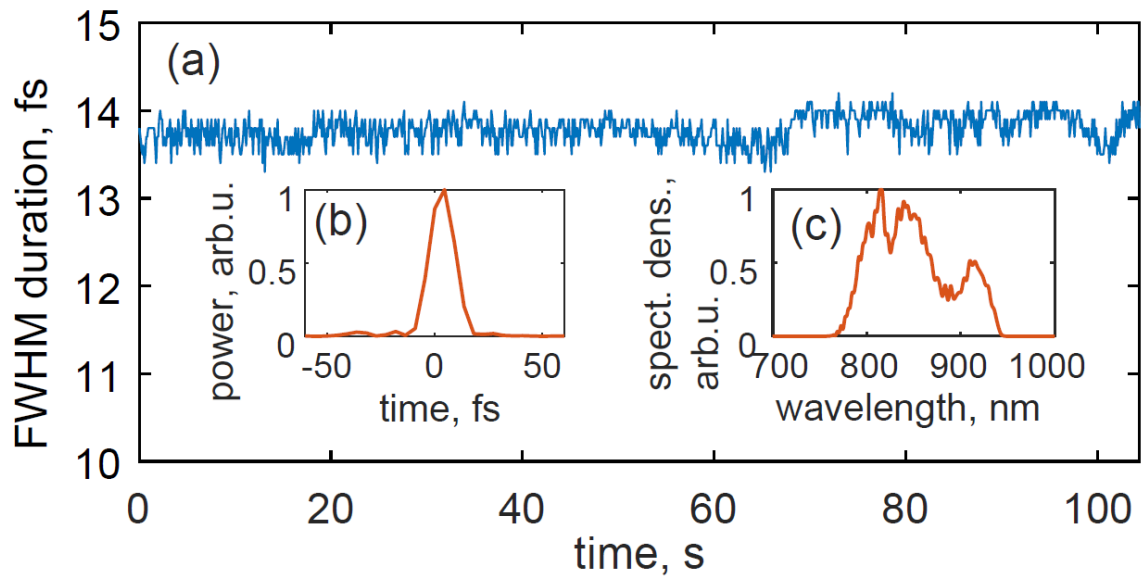 (a)
FWHM duration, fs
15
14
13
12
11
10
0 20 40 60 80 100
time, s
(b)
power, arb.u.
1
0.5
0
-50 0 50
time, fs
(c)
spect. dens.,
arb.u.
1
0.5
0
700 800 900 1000
wavelength, nm